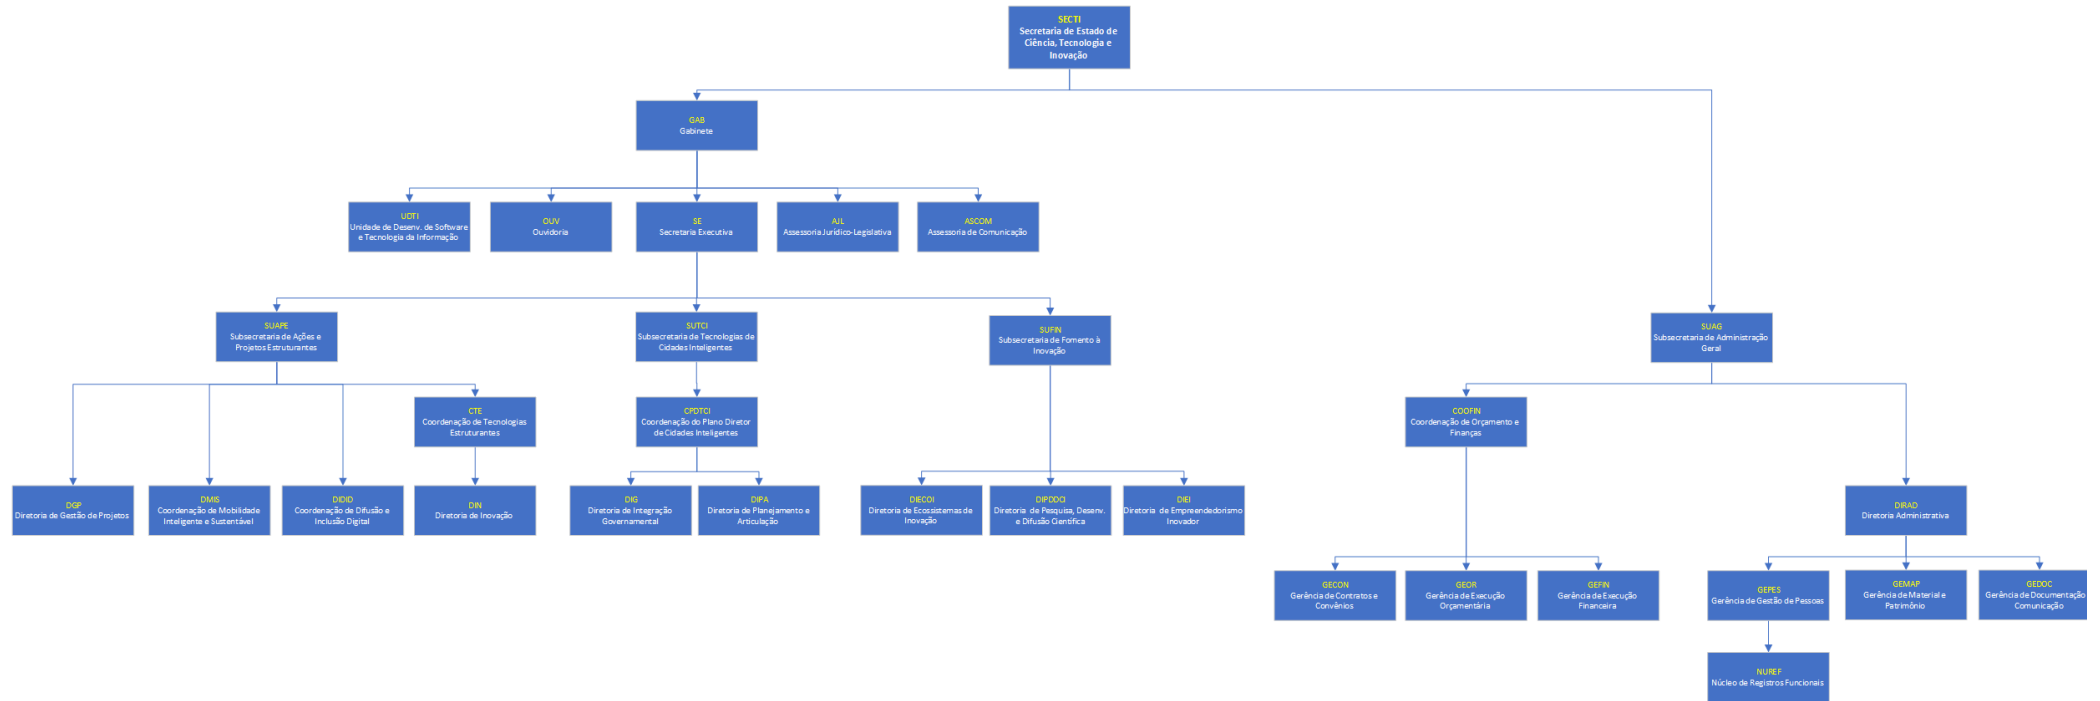 SECTI
Secretaria de Estado de
Ciência, Tecnologia e
Inovação
GAB
Gabinete
UDTI
Unidade de Desenv. de Software
e Tecnologia da Informação
OUV
Ouvidoria
SE
Secretaria Executiva
AJL
Assessoria Jurídico-Legislativa
ASCOM
Assessoria de Comunicação
SUAPE
Subsecretaria de Ações e
Projetos Estruturantes
SUTCI
Subsecretaria de Tecnologias de
Cidades Inteligentes
SUFIN
Subsecretaria de Fomento à
Inovação
SUAG
Subsecretaria de Administração
Geral
CTE
Coordenação de Tecnologias
Estruturantes
CPDTCI
Coordenação do Plano Diretor
de Cidades Inteligentes
COOFIN
Coordenação de Orçamento e
Finanças
DGP
Diretoria de Gestão de Projetos
DMIS
Coordenação de Mobilidade
Inteligente e Sustentável
DIDID
Coordenação de Difusão e
Inclusão Digital
DIN
Diretoria de Inovação
DIG
Diretoria de Integração
Governamental
DIPA
Diretoria de Planejamento e
Articulação
DIECOI
Diretoria de Ecossistemas de
Inovação
DIPDDCI
Diretoria de Pesquisa, Desenv.
e Difusão Científica
DIEI
Diretoria de Empreendedorismo
Inovador
DIRAD
Diretoria Administrativa
GECON
Gerência de Contratos e
Convênios
GEOR
Gerência de Execução
Orçamentária
GEFIN
Gerência de Execução
Financeira
GEPES
Gerência de Gestão de Pessoas
GEMAP
Gerência de Material e
Patrimônio
GEDOC
Gerência de Documentação
Comunicação
NUREF
Núcleo de Registros Funcionais